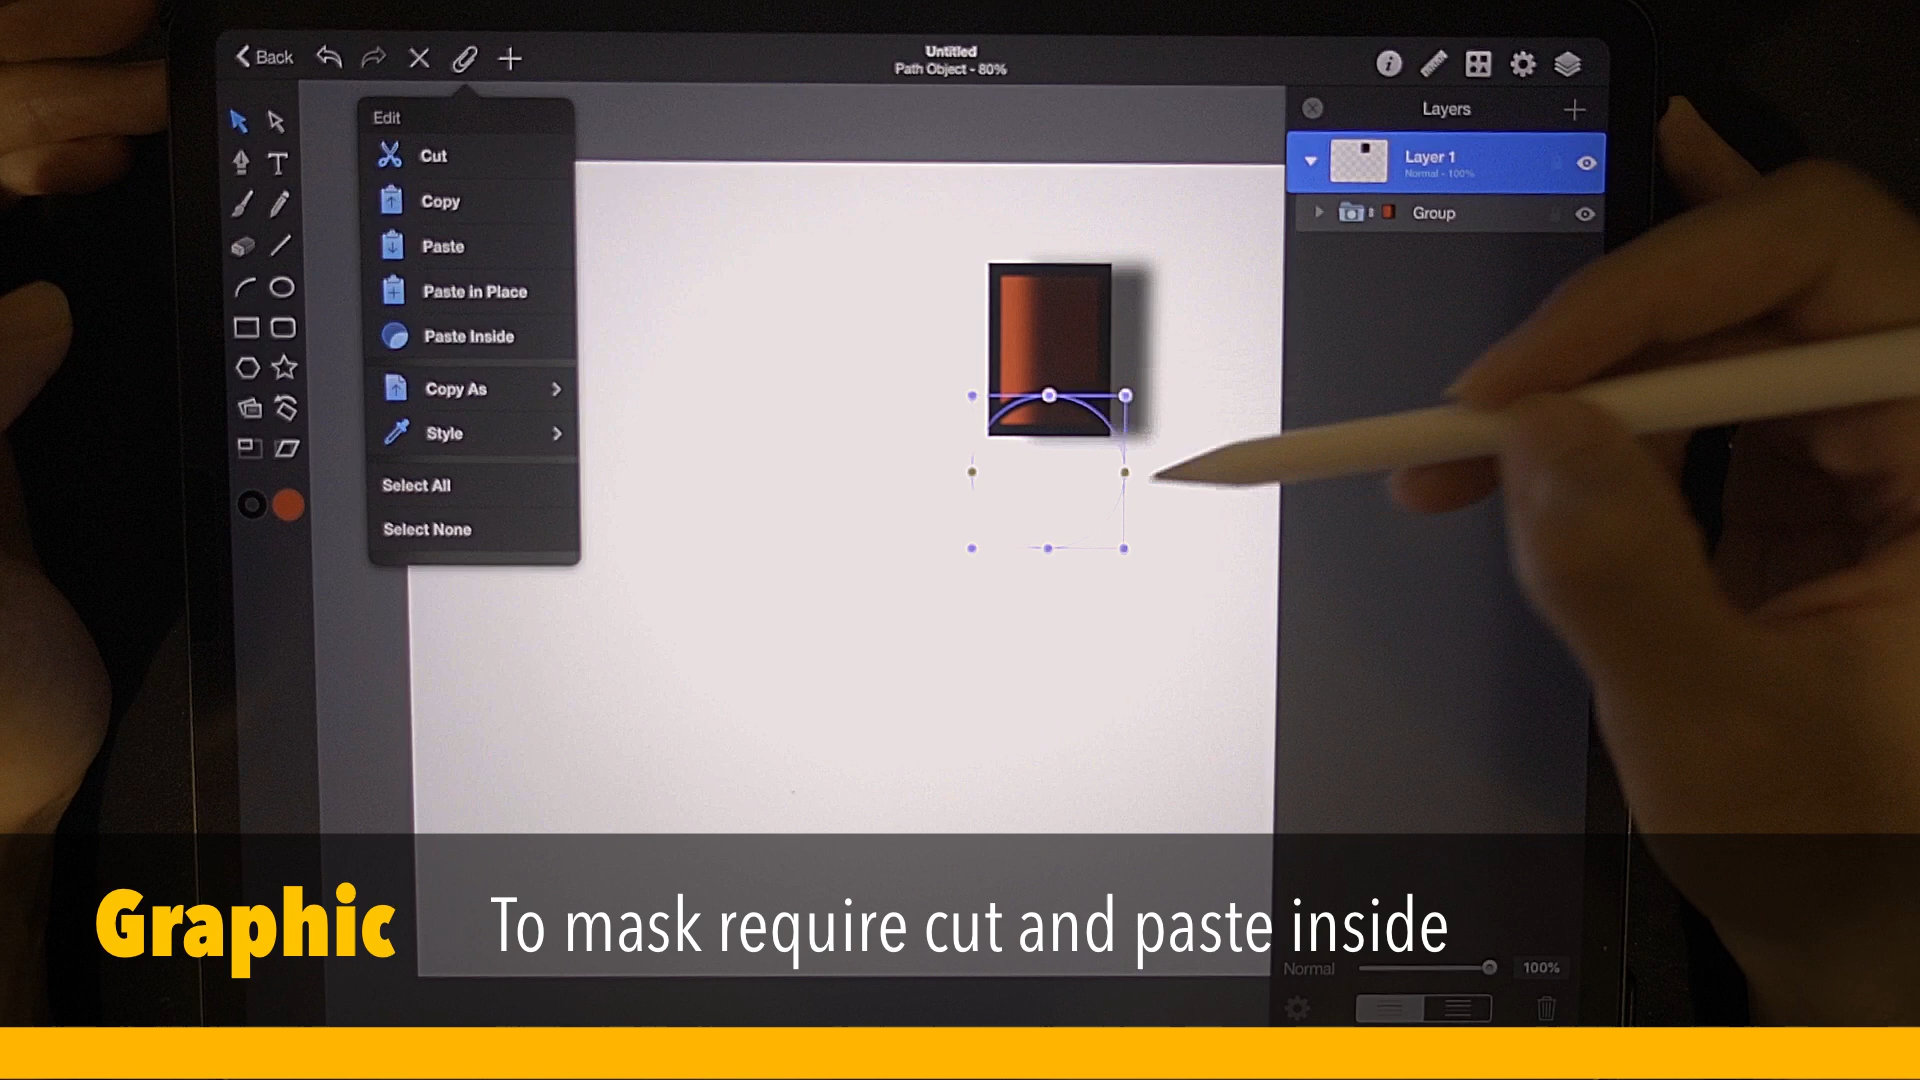 Back
Untitled
Path Object - 80%
Edit
Cut
Copy
Paste
Paste in Place
Paste Inside
Copy As
Style
Select All
Select None
T
Layers
Layer 1
Normal - 100%
Group
Graphic
To mask require cut and paste inside
Normal
100%